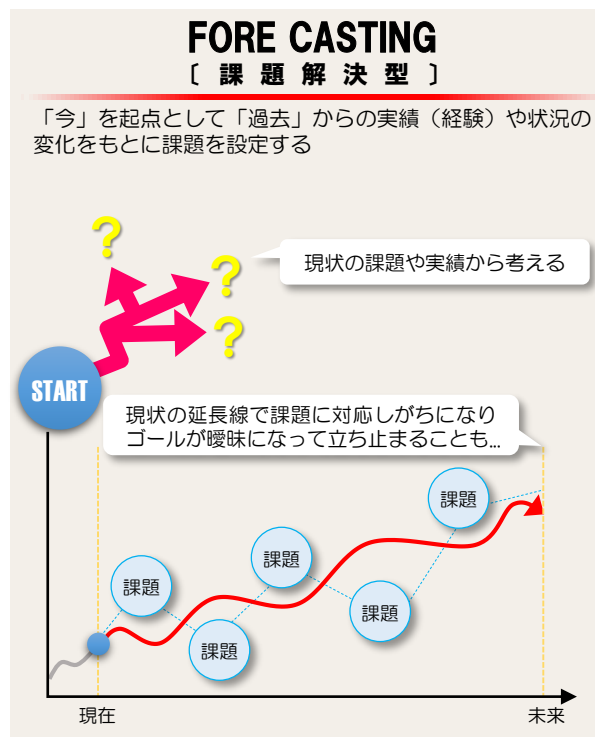 FORE CASTING
〔 課 題 解 決 型 〕
「今」を起点として「過去」からの実績（経験）や状況の
変化をもとに課題を設定する
?
?
?
現状の課題や実績から考える
START
現状の延長線で課題に対応しがちになり
ゴールが曖昧になって立ち止まることも...
課題
課題
課題
課題
課題
現在
未来